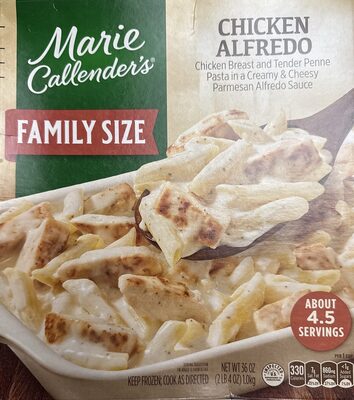 Marie
Callender's®
FAMILY SIZE
CHICKEN
ALFREDO
Chicken Breast and Tender Penne
Pasta in a Creamy & Cheesy
Parmesan Alfredo Sauce
ABOUT
4.5
SERVINGS
NET WT 36 OZ
(2 LB 4 OZ) 1.0kg
KEEP FROZEN; COOK AS DIRECTED
330